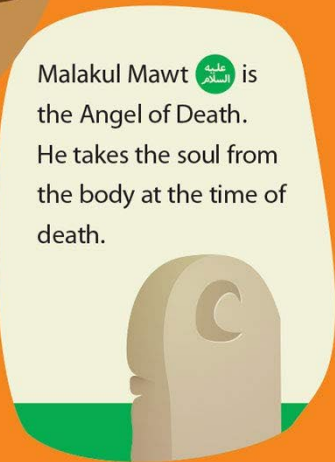 Malakul Mawt عليه السلام is
the Angel of Death.
He takes the soul from
the body at the time of
death.